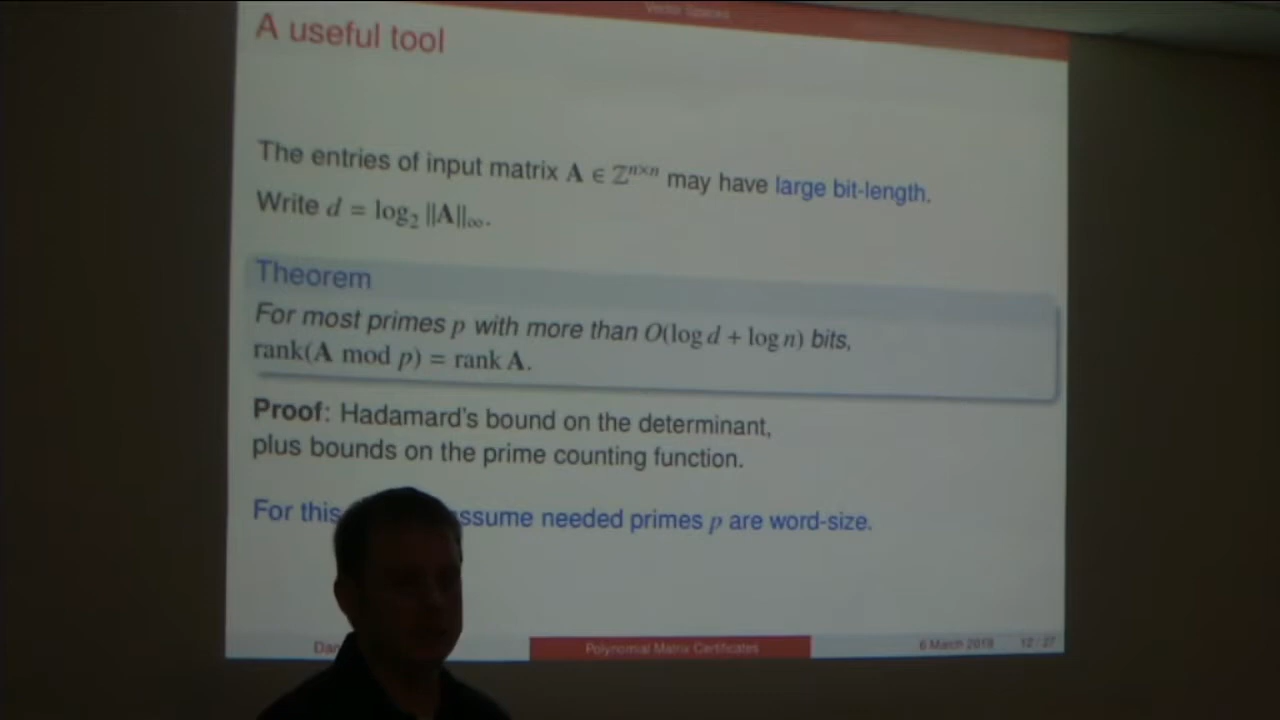 Vector Spaces
A useful tool
The entries of input matrix A ∈ ℤⁿˣⁿ may have large bit-length.
Write d = log₂ ||A||∞.
Theorem
For most primes p with more than O(log d + log n) bits,
rank(A mod p) = rank A.
Proof: Hadamard's bound on the determinant,
plus bounds on the prime counting function.
For this assume needed primes p are word-size.
Polynomial Matrix Certificates
6 March 2019 12 / 27